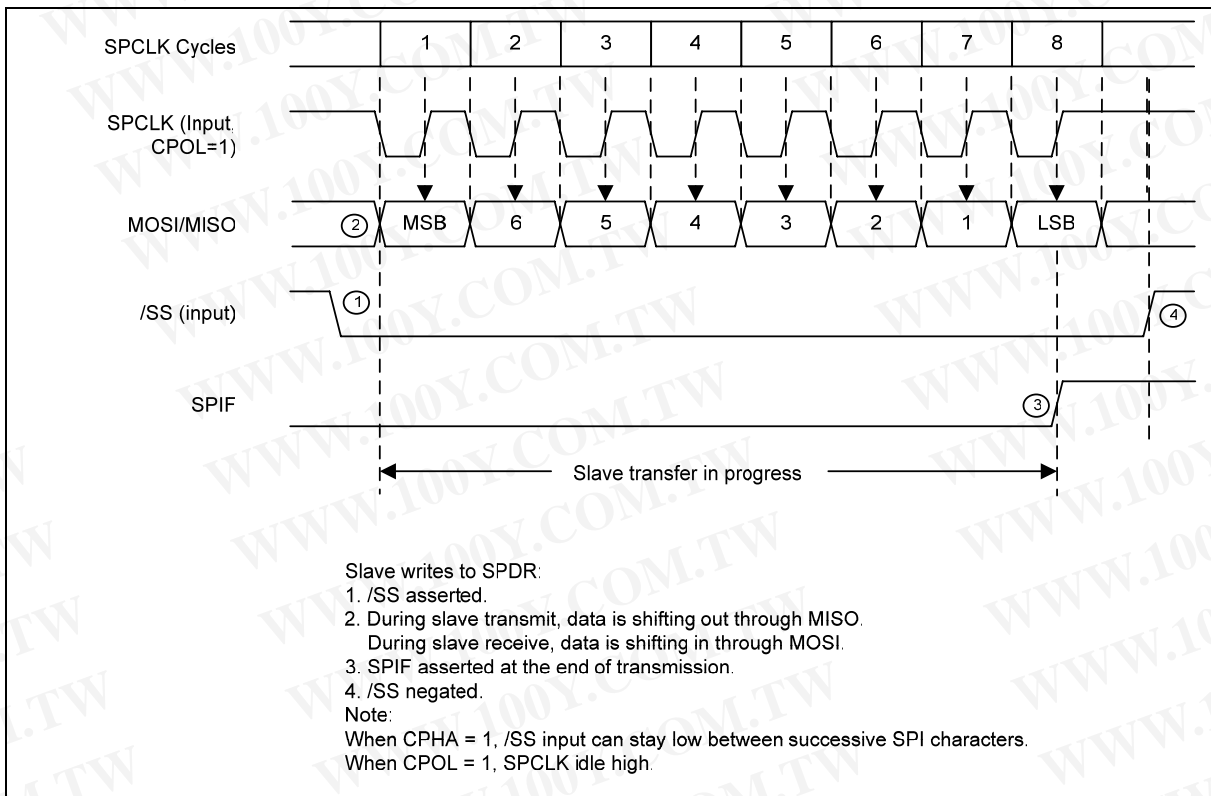 SPCLK Cycles
1 2 3 4 5 6 7 8
SPCLK (Input,
CPOL=1)
MOSI/MISO
2 MSB 6 5 4 3 2 1 LSB
/SS (input)
1
4
SPIF
3
Slave transfer in progress
Slave writes to SPDR:
1. /SS asserted.
2. During slave transmit, data is shifting out through MISO.
During slave receive, data is shifting in through MOSI.
3. SPIF asserted at the end of transmission.
4. /SS negated.
Note:
When CPHA = 1, /SS input can stay low between successive SPI characters.
When CPOL = 1, SPCLK idle high.
WWW.100Y.COM.TW